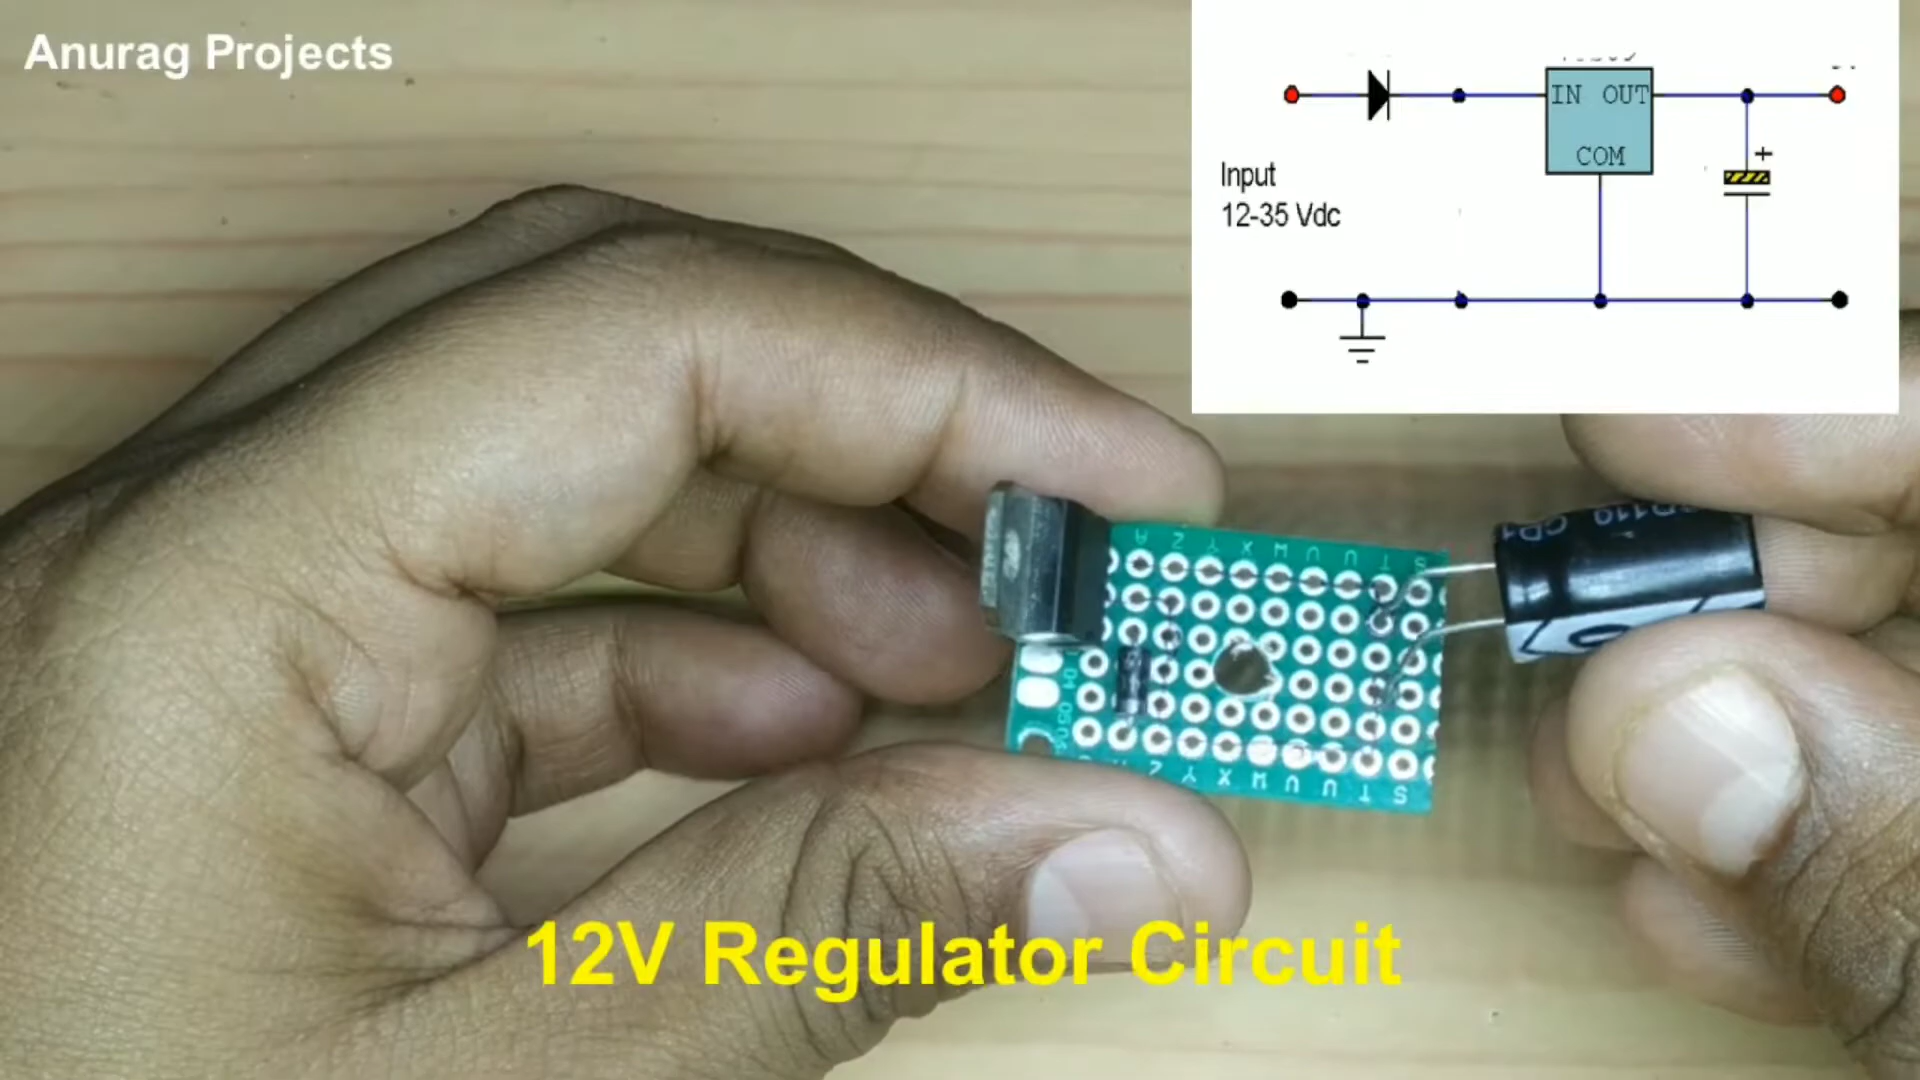 Anurag Projects
IN OUT
COM
+
Input
12-35 Vdc
A Z Y X W V U T S
Z Y X W V U T S
12V Regulator Circuit